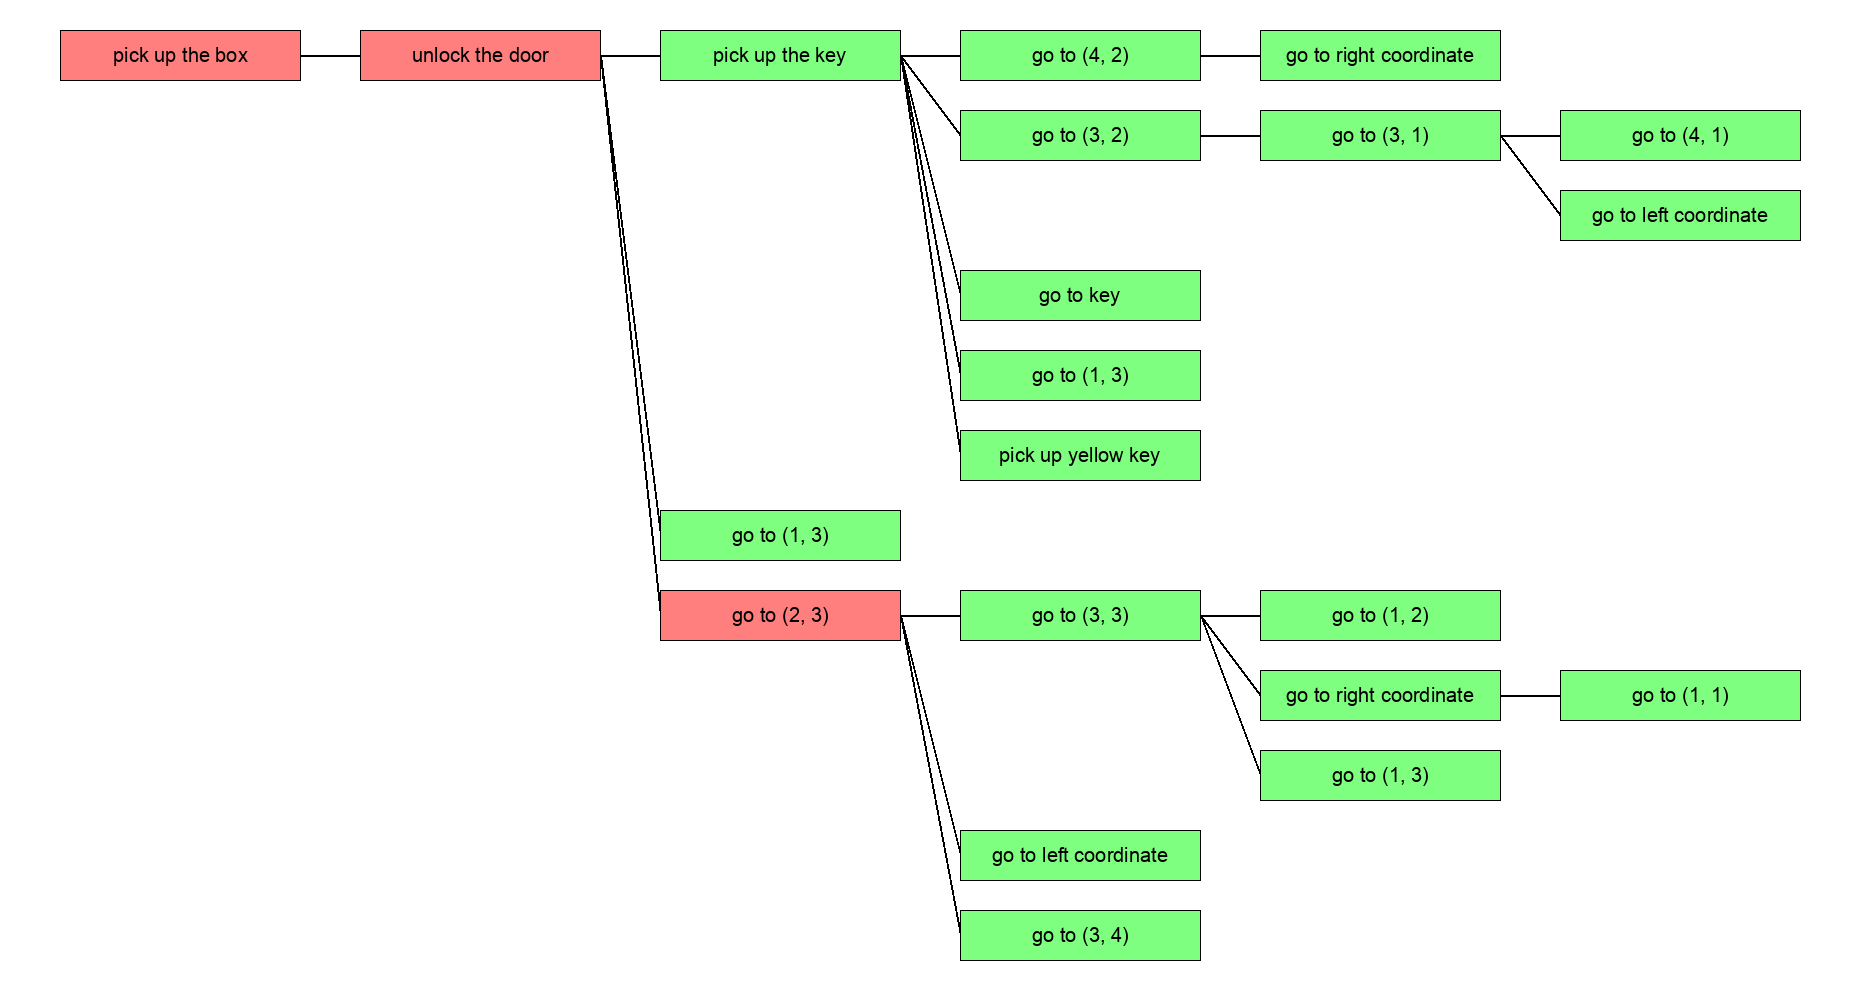 pick up the box
unlock the door
pick up the key
go to (4, 2)
go to right coordinate
go to (3, 2)
go to (3, 1)
go to (4, 1)
go to left coordinate
go to key
go to (1, 3)
pick up yellow key
go to (1, 3)
go to (2, 3)
go to (3, 3)
go to (1, 2)
go to right coordinate
go to (1, 1)
go to (1, 3)
go to left coordinate
go to (3, 4)